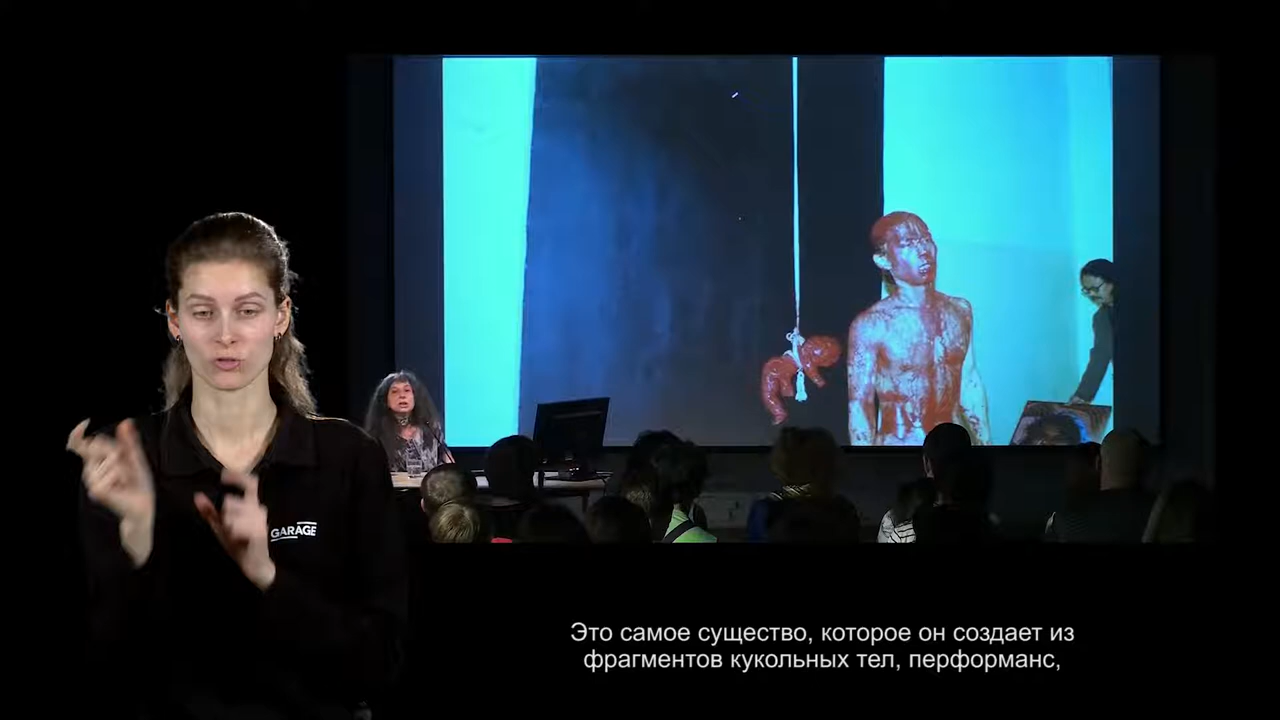 GARAGE
Это самое существо, которое он создает из
фрагментов кукольных тел, перформанс,